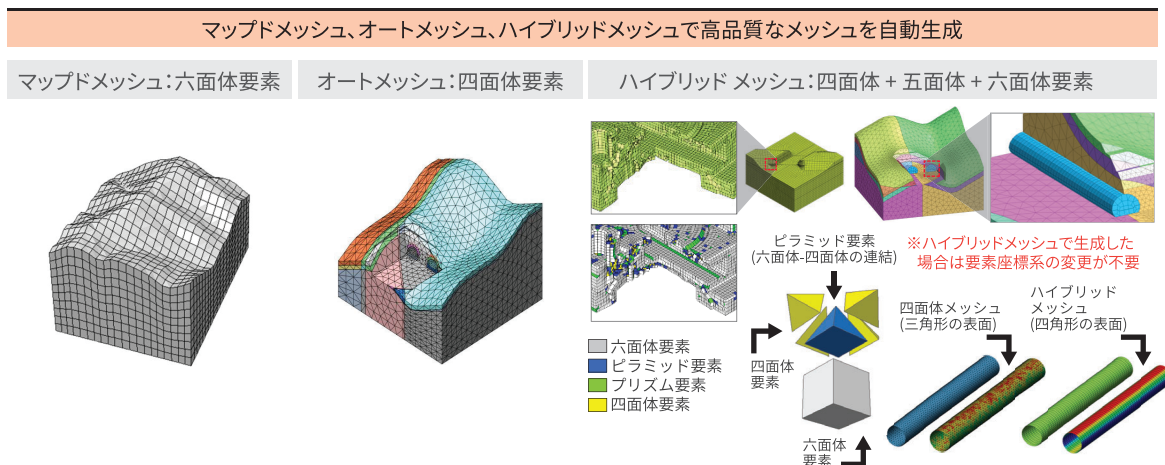 マップドメッシュ、オートメッシュ、ハイブリッドメッシュで高品質なメッシュを自動生成
マップドメッシュ：六面体要素
オートメッシュ：四面体要素
ハイブリッド メッシュ：四面体 + 五面体 + 六面体要素
ピラミッド要素
(六面体-四面体の連結)
※ハイブリッドメッシュで生成した
場合は要素座標系の変更が不要
六面体要素
ピラミッド要素
プリズム要素
四面体要素
四面体
要素
六面体
要素
四面体メッシュ
(三角形の表面)
ハイブリッド
メッシュ
(四角形の表面)